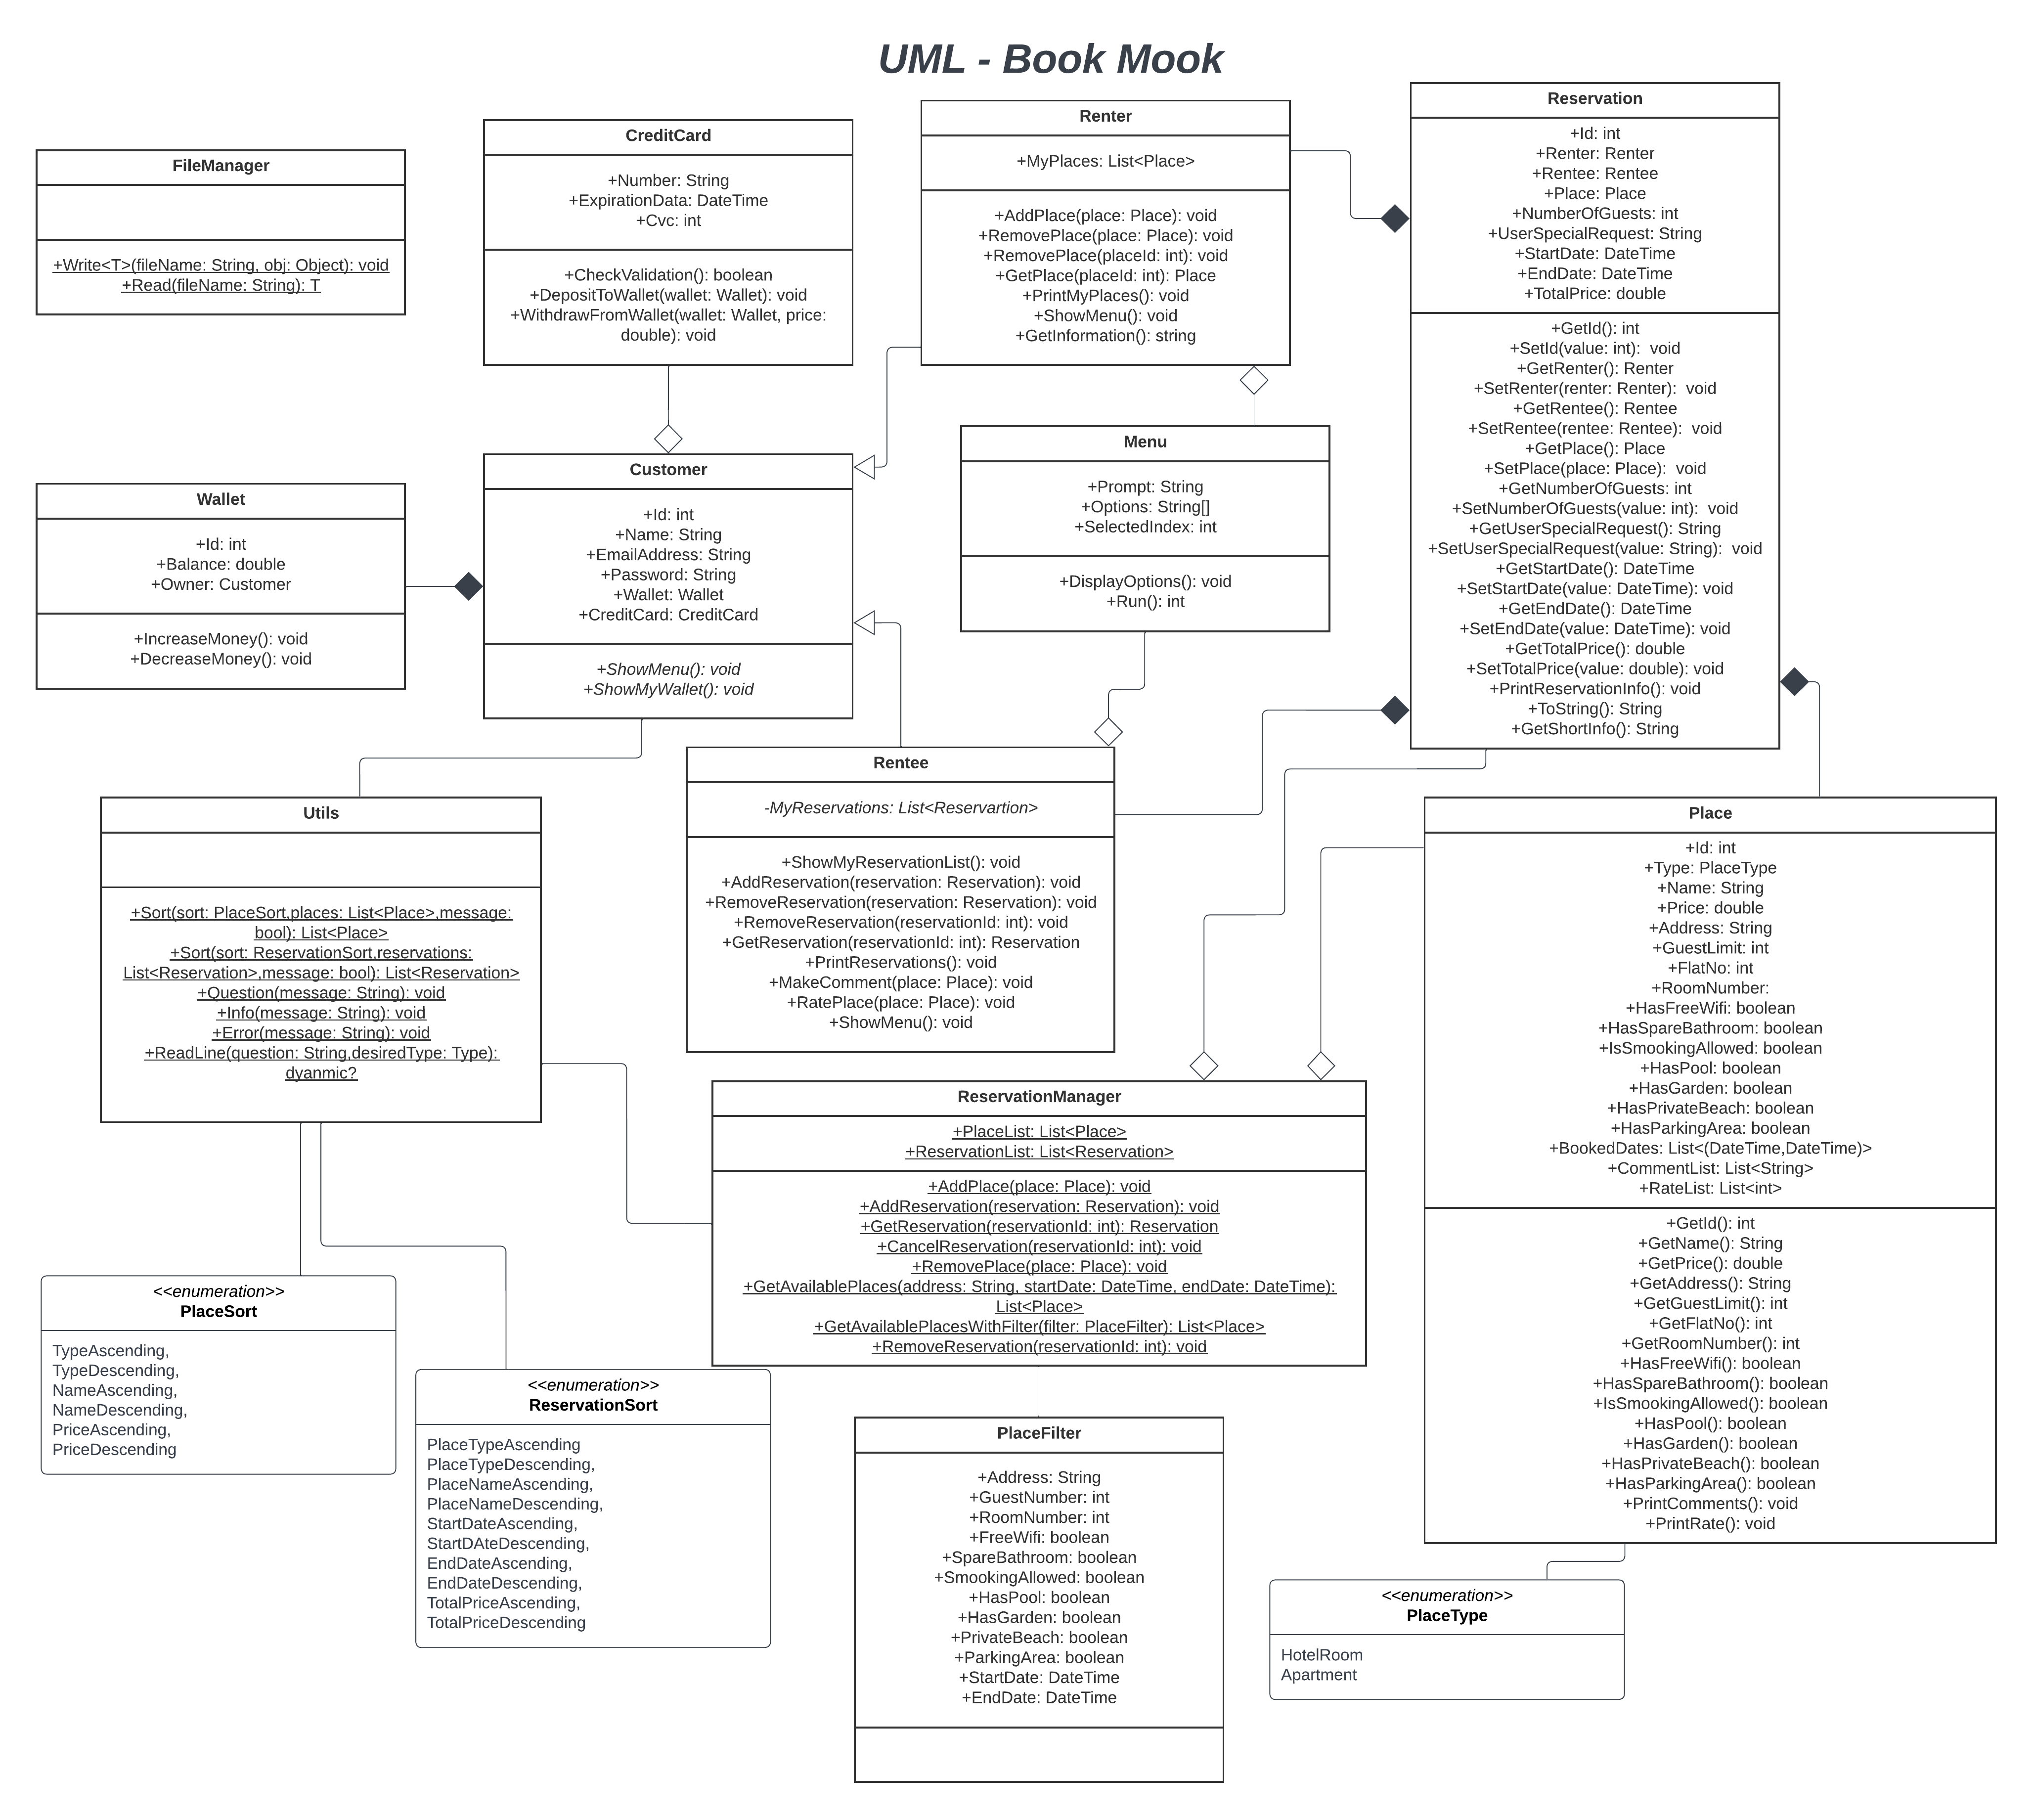 UML - Book Mook
FileManager
+Write<T>(fileName: String, obj: Object): void
+Read(fileName: String): T
CreditCard
+Number: String
+ExpirationData: DateTime
+Cvc: int
+CheckValidation(): boolean
+DepositToWallet(wallet: Wallet): void
+WithdrawFromWallet(wallet: Wallet, price:
double): void
Renter
+MyPlaces: List<Place>
+AddPlace(place: Place): void
+RemovePlace(place: Place): void
+RemovePlace(placeId: int): void
+GetPlace(placeId: int): Place
+PrintMyPlaces(): void
+ShowMenu(): void
+GetInformation(): string
Reservation
+Id: int
+Renter: Renter
+Rentee: Rentee
+Place: Place
+NumberOfGuests: int
+UserSpecialRequest: String
+StartDate: DateTime
+EndDate: DateTime
+TotalPrice: double
+GetId(): int
+SetId(value: int):  void
+GetRenter(): Renter
+SetRenter(renter: Renter):  void
+GetRentee(): Rentee
+SetRentee(rentee: Rentee):  void
+GetPlace(): Place
+SetPlace(place: Place):  void
+GetNumberOfGuests: int
+SetNumberOfGuests(value: int):  void
+GetUserSpecialRequest(): String
+SetUserSpecialRequest(value: String):  void
+GetStartDate(): DateTime
+SetStartDate(value: DateTime): void
+GetEndDate(): DateTime
+SetEndDate(value: DateTime): void
+GetTotalPrice(): double
+SetTotalPrice(value: double): void
+PrintReservationInfo(): void
+ToString(): String
+GetShortInfo(): String
Wallet
+Id: int
+Balance: double
+Owner: Customer
+IncreaseMoney(): void
+DecreaseMoney(): void
Customer
+Id: int
+Name: String
+EmailAddress: String
+Password: String
+Wallet: Wallet
+CreditCard: CreditCard
+ShowMenu(): void
+ShowMyWallet(): void
Menu
+Prompt: String
+Options: String[]
+SelectedIndex: int
+DisplayOptions(): void
+Run(): int
Utils
+Sort(sort: PlaceSort,places: List<Place>,message:
bool): List<Place>
+Sort(sort: ReservationSort,reservations:
List<Reservation>,message: bool): List<Reservation>
+Question(message: String): void
+Info(message: String): void
+Error(message: String): void
+ReadLine(question: String,desiredType: Type):
dyanmic?
Rentee
-MyReservations: List<Reservartion>
+ShowMyReservationList(): void
+AddReservation(reservation: Reservation): void
+RemoveReservation(reservation: Reservation): void
+RemoveReservation(reservationId: int): void
+GetReservation(reservationId: int): Reservation
+PrintReservations(): void
+MakeComment(place: Place): void
+RatePlace(place: Place): void
+ShowMenu(): void
Place
+Id: int
+Type: PlaceType
+Name: String
+Price: double
+Address: String
+GuestLimit: int
+FlatNo: int
+RoomNumber:
+HasFreeWifi: boolean
+HasSpareBathroom: boolean
+IsSmookingAllowed: boolean
+HasPool: boolean
+HasGarden: boolean
+HasPrivateBeach: boolean
+HasParkingArea: boolean
+BookedDates: List<(DateTime,DateTime)>
+CommentList: List<String>
+RateList: List<int>
+GetId(): int
+GetName(): String
+GetPrice(): double
+GetAddress(): String
+GetGuestLimit(): int
+GetFlatNo(): int
+GetRoomNumber(): int
+HasFreeWifi(): boolean
+HasSpareBathroom(): boolean
+IsSmookingAllowed(): boolean
+HasPool(): boolean
+HasGarden(): boolean
+HasPrivateBeach(): boolean
+HasParkingArea(): boolean
+PrintComments(): void
+PrintRate(): void
ReservationManager
+PlaceList: List<Place>
+ReservationList: List<Reservation>
+AddPlace(place: Place): void
+AddReservation(reservation: Reservation): void
+GetReservation(reservationId: int): Reservation
+CancelReservation(reservationId: int): void
+RemovePlace(place: Place): void
+GetAvailablePlaces(address: String, startDate: DateTime, endDate: DateTime):
List<Place>
+GetAvailablePlacesWithFilter(filter: PlaceFilter): List<Place>
+RemoveReservation(reservationId: int): void
<<enumeration>>
PlaceSort
TypeAscending,
TypeDescending,
NameAscending,
NameDescending,
PriceAscending,
PriceDescending
<<enumeration>>
ReservationSort
PlaceTypeAscending
PlaceTypeDescending,
PlaceNameAscending,
PlaceNameDescending,
StartDateAscending,
StartDAteDescending,
EndDateAscending,
EndDateDescending,
TotalPriceAscending,
TotalPriceDescending
PlaceFilter
+Address: String
+GuestNumber: int
+RoomNumber: int
+FreeWifi: boolean
+SpareBathroom: boolean
+SmookingAllowed: boolean
+HasPool: boolean
+HasGarden: boolean
+PrivateBeach: boolean
+ParkingArea: boolean
+StartDate: DateTime
+EndDate: DateTime
<<enumeration>>
PlaceType
HotelRoom
Apartment